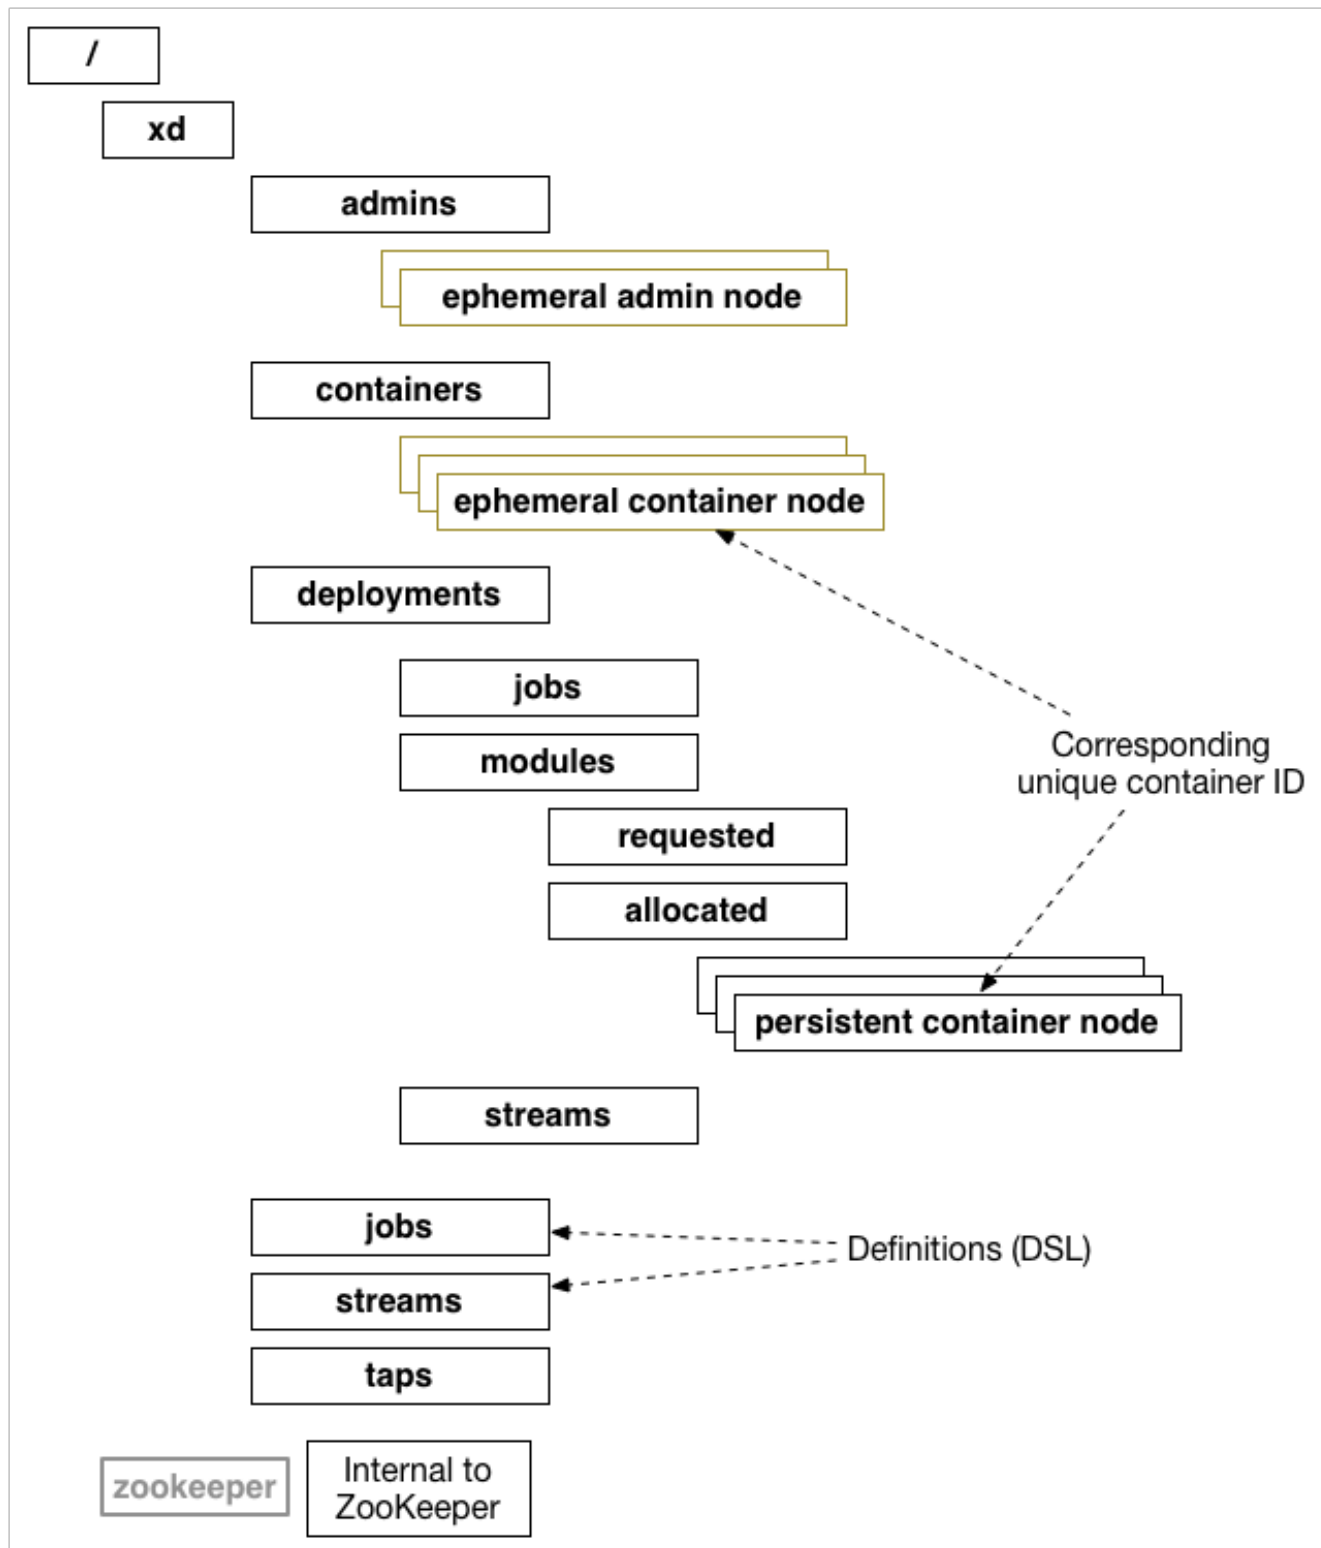 /
xd
admins
ephemeral admin node
containers
ephemeral container node
deployments
jobs
modules
Corresponding
unique container ID
requested
allocated
persistent container node
streams
jobs
Definitions (DSL)
streams
taps
zookeeper
Internal to
ZooKeeper